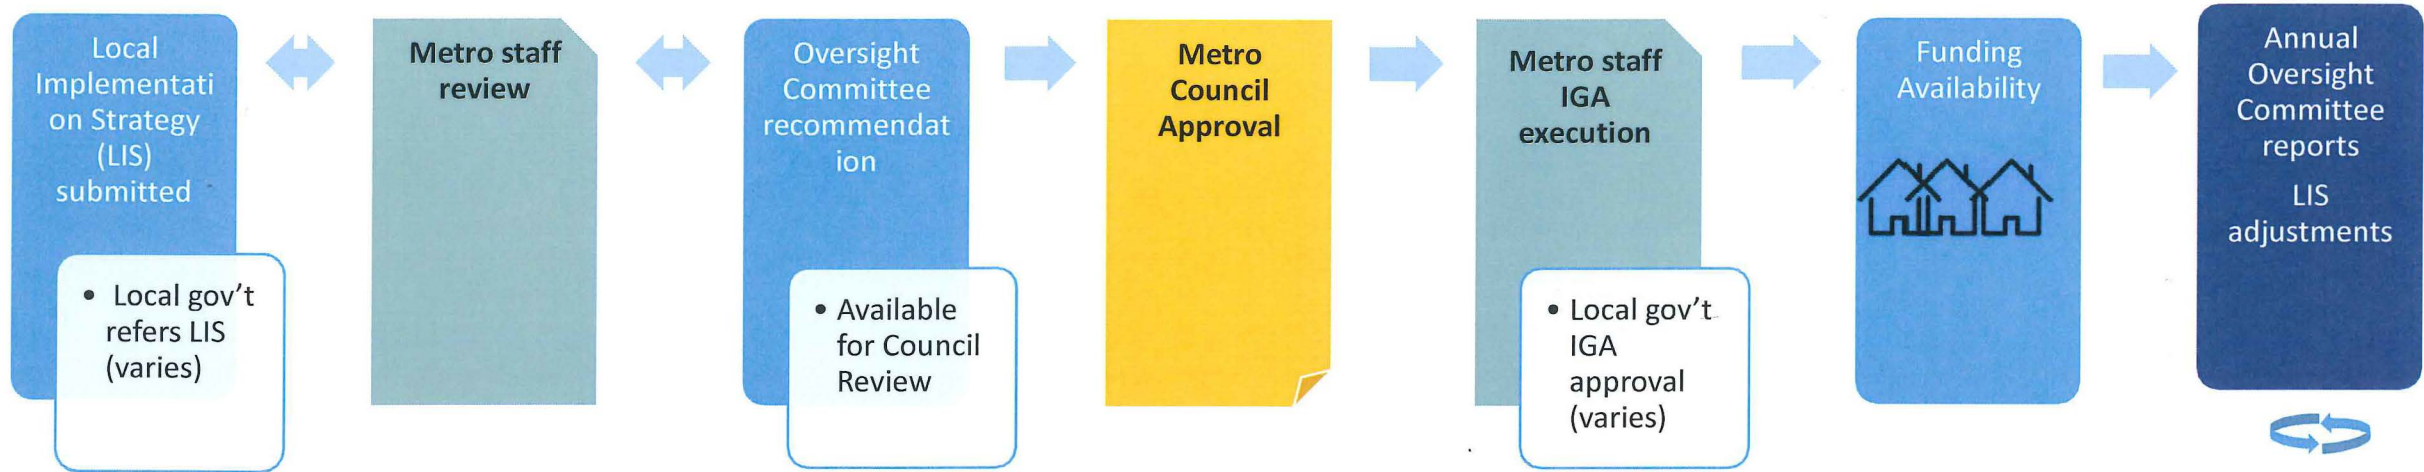 Local
Implementati
on Strategy
(LIS)
submitted
• Local gov’t
refers LIS
(varies)
Metro staff
review
Oversight
Committee
recommendat
ion
• Available
for Council
Review
Metro
Council
Approval
Metro staff
IGA
execution
• Local gov’t
IGA
approval
(varies)
Funding
Availability
Annual
Oversight
Committee
reports
LIS
adjustments